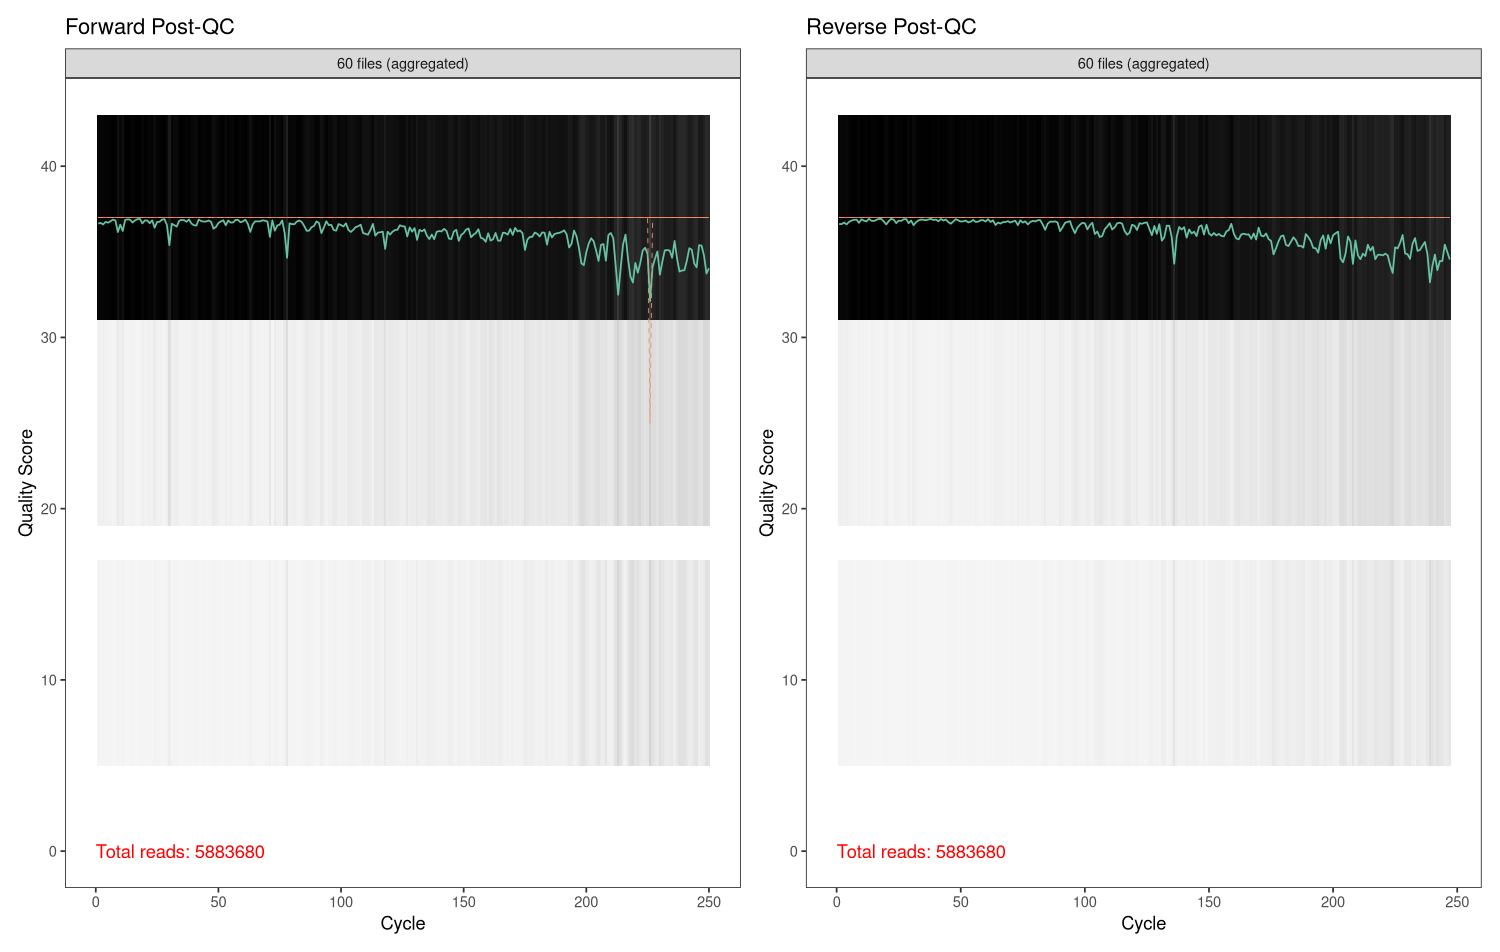 Forward Post-QC
60 files (aggregated)
Quality Score
40
30
20
10
0
Total reads: 5883680
0 50 100 150 200 250
Cycle
Reverse Post-QC
60 files (aggregated)
Quality Score
40
30
20
10
0
Total reads: 5883680
0 50 100 150 200 250
Cycle